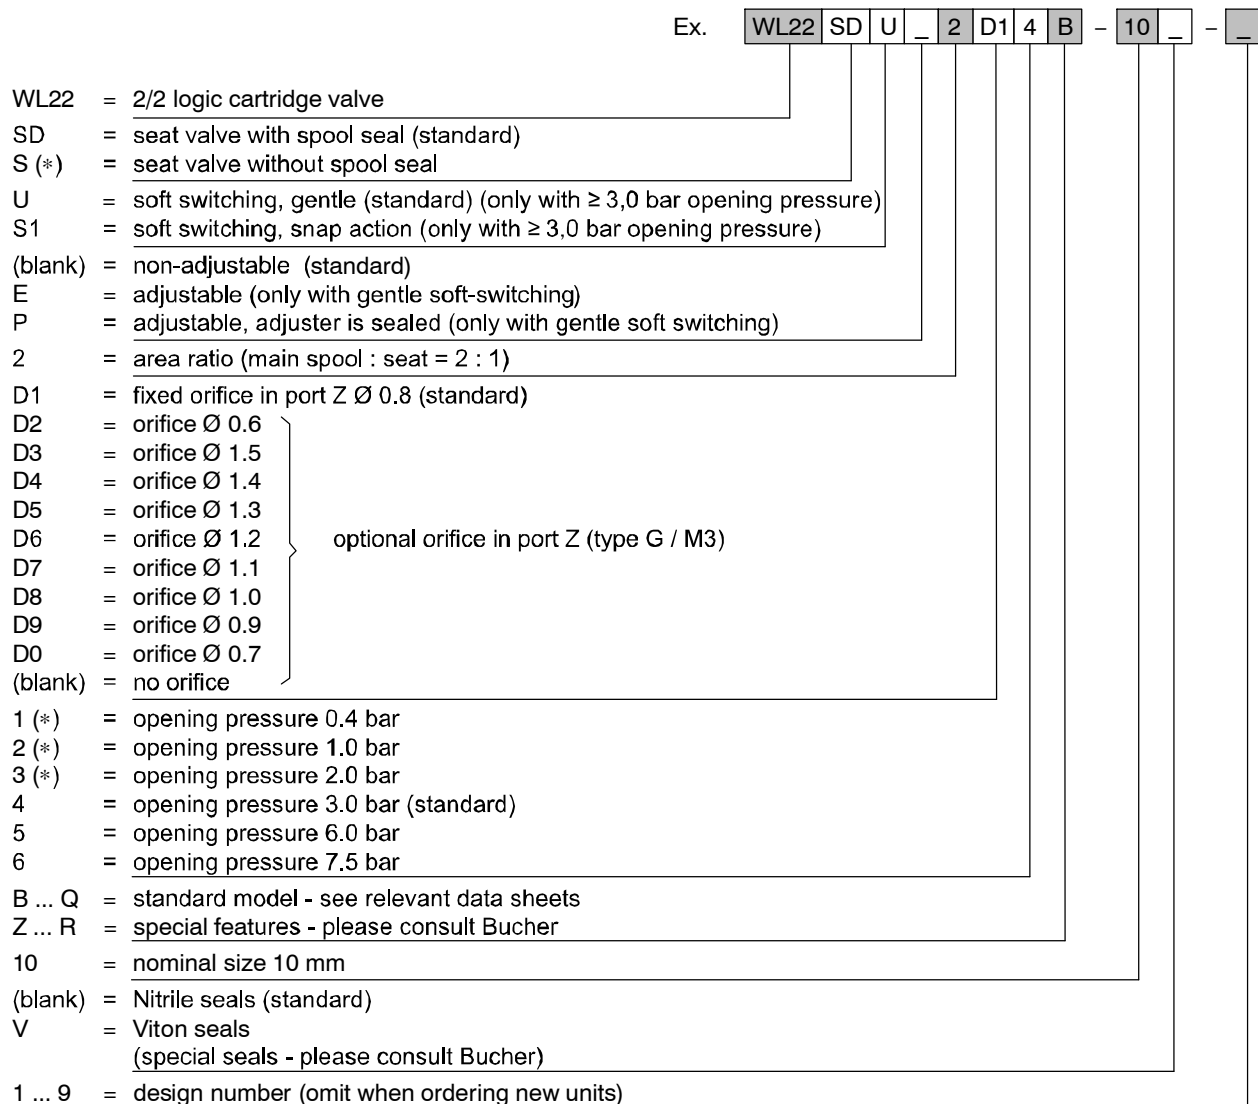 Ex. WL22 SD U _ 2 D1 4 B – 10 _ – _
WL22 = 2/2 logic cartridge valve
SD = seat valve with spool seal (standard)
S (*) = seat valve without spool seal
U = soft switching, gentle (standard) (only with ≥ 3,0 bar opening pressure)
S1 = soft switching, snap action (only with ≥ 3,0 bar opening pressure)
(blank) = non-adjustable (standard)
E = adjustable (only with gentle soft-switching)
P = adjustable, adjuster is sealed (only with gentle soft switching)
2 = area ratio (main spool : seat = 2 : 1)
D1 = fixed orifice in port Z Ø 0.8 (standard)
D2 = orifice Ø 0.6
D3 = orifice Ø 1.5
D4 = orifice Ø 1.4
D5 = orifice Ø 1.3
D6 = orifice Ø 1.2 optional orifice in port Z (type G / M3)
D7 = orifice Ø 1.1
D8 = orifice Ø 1.0
D9 = orifice Ø 0.9
D0 = orifice Ø 0.7
(blank) = no orifice
1 (*) = opening pressure 0.4 bar
2 (*) = opening pressure 1.0 bar
3 (*) = opening pressure 2.0 bar
4 = opening pressure 3.0 bar (standard)
5 = opening pressure 6.0 bar
6 = opening pressure 7.5 bar
B ... Q = standard model - see relevant data sheets
Z ... R = special features - please consult Bucher
10 = nominal size 10 mm
(blank) = Nitrile seals (standard)
V = Viton seals
(special seals - please consult Bucher)
1 ... 9 = design number (omit when ordering new units)